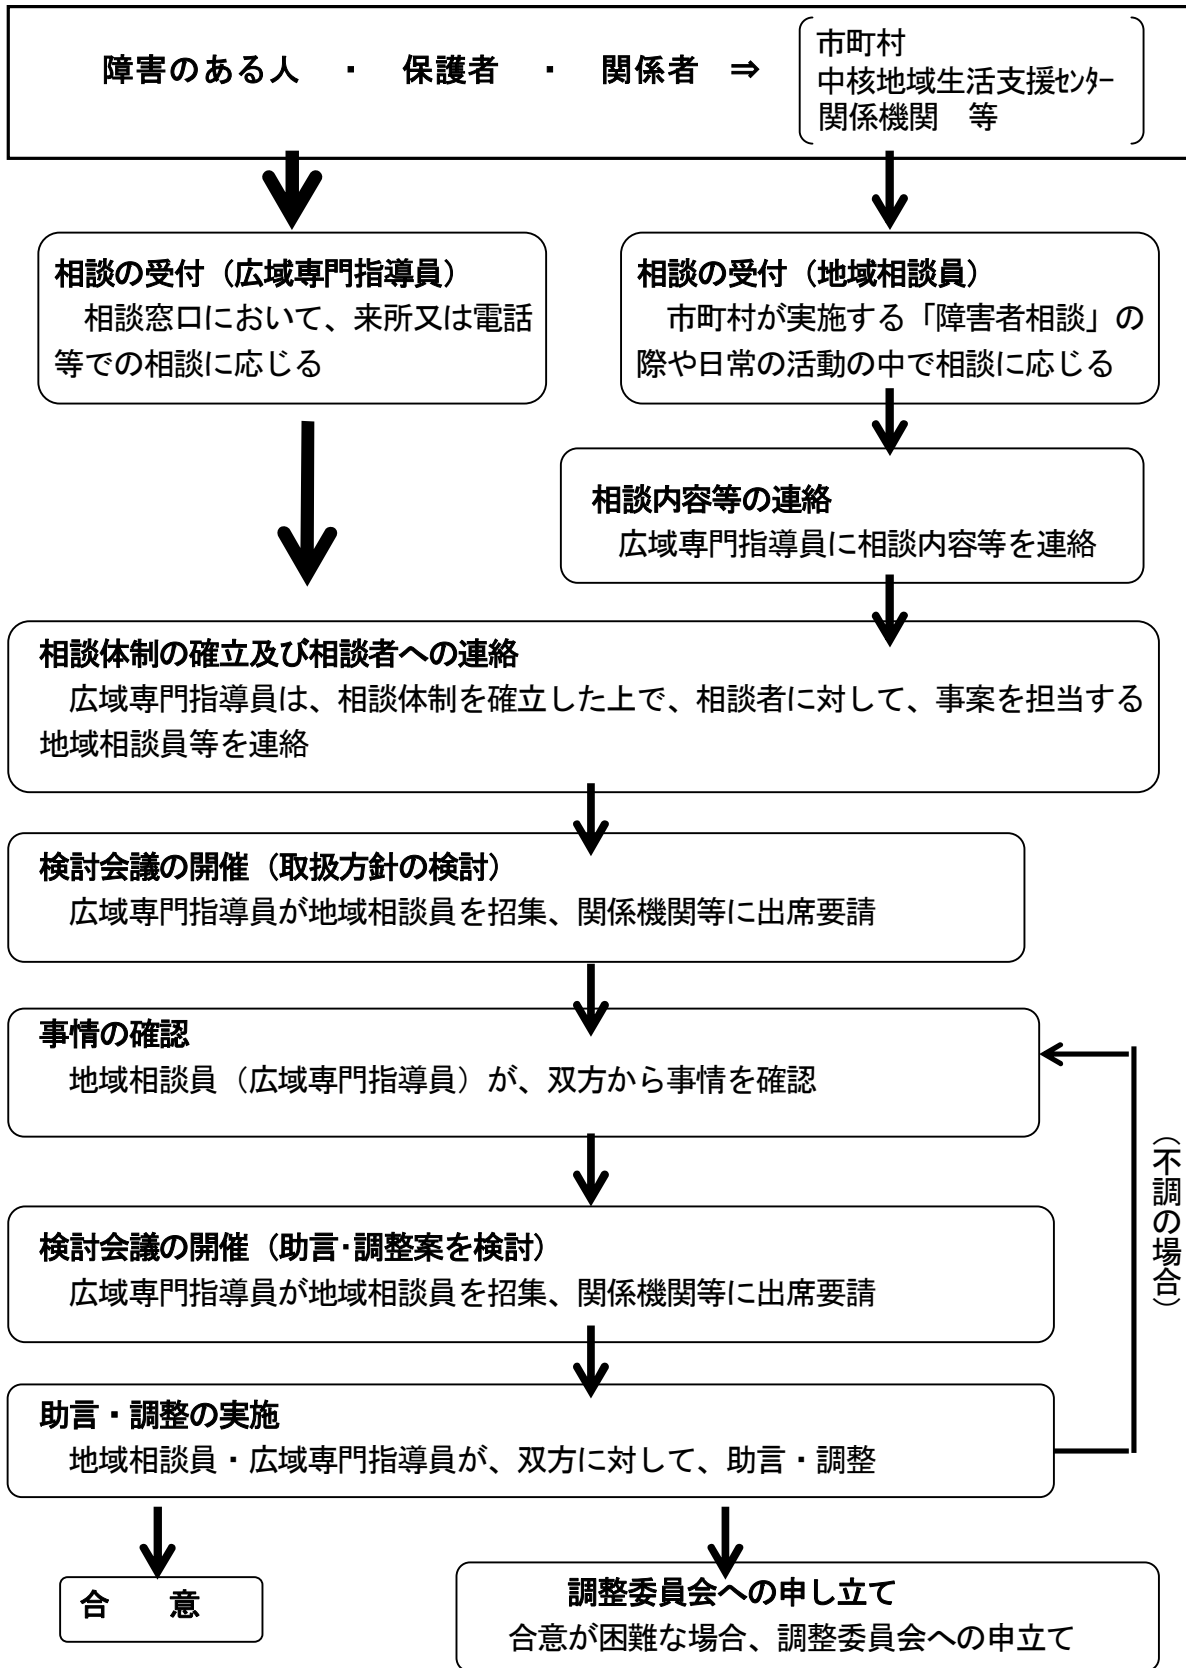 障害のある人　・　保護者　・　関係者　⇒
市町村
中核地域生活支援ｾﾝﾀｰ
関係機関　等
相談の受付（広域専門指導員）
相談窓口において、来所又は電話
等での相談に応じる
相談の受付（地域相談員）
市町村が実施する「障害者相談」の
際や日常の活動の中で相談に応じる
相談内容等の連絡
広域専門指導員に相談内容等を連絡
相談体制の確立及び相談者への連絡
広域専門指導員は、相談体制を確立した上で、相談者に対して、事案を担当する
地域相談員等を連絡
検討会議の開催（取扱方針の検討）
広域専門指導員が地域相談員を招集、関係機関等に出席要請
事情の確認
地域相談員（広域専門指導員）が、双方から事情を確認
（不調の場合）
検討会議の開催（助言･調整案を検討）
広域専門指導員が地域相談員を招集、関係機関等に出席要請
助言・調整の実施
地域相談員・広域専門指導員が、双方に対して、助言・調整
合　意
調整委員会への申し立て
合意が困難な場合、調整委員会への申立て